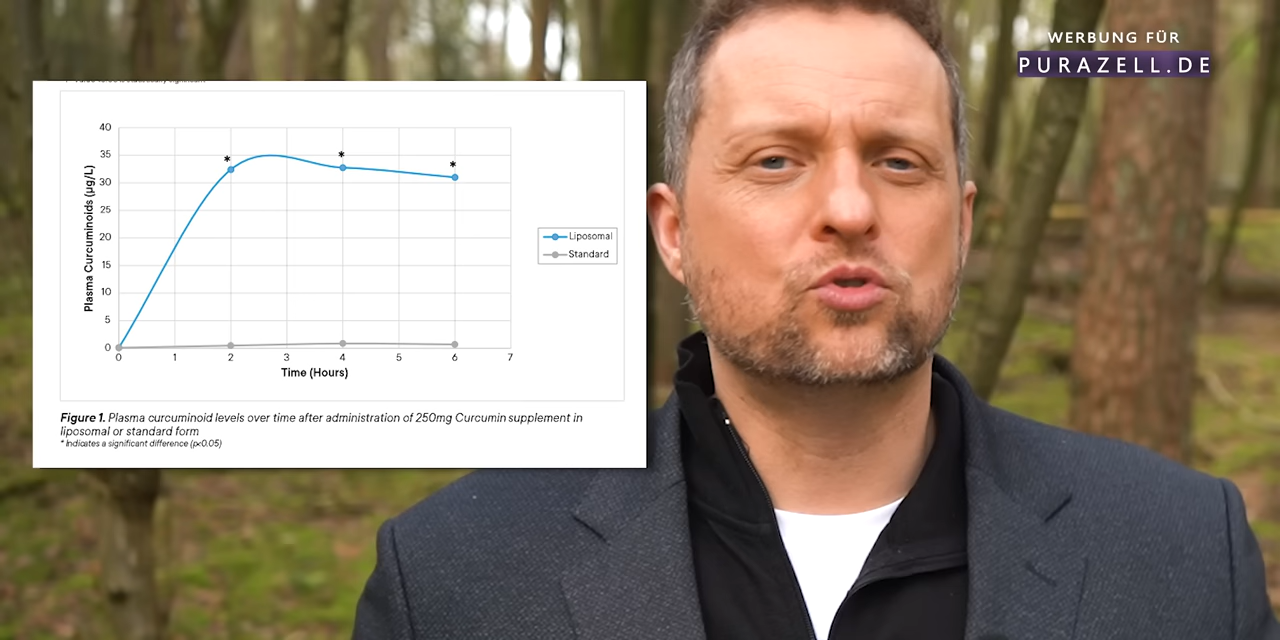 WERBUNG FÜR
PURAZELL.DE
40
35
30
25
20
15
10
5
0
Plasma Curcuminoids (µg/L)
* * *
0 1 2 3 4 5 6 7
Time (Hours)
Liposomal
Standard
Figure 1. Plasma curcuminoid levels over time after administration of 250mg Curcumin supplement in
liposomal or standard form
* Indicates a significant difference (p<0.05)